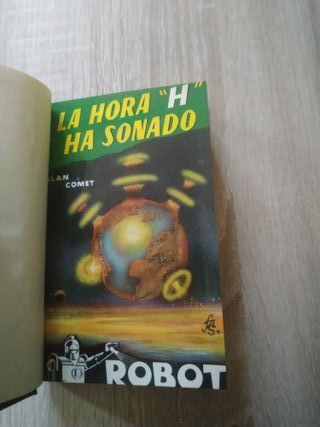 LA HORA "H"
HA SONADO
ALAN
COMET
ROBOT